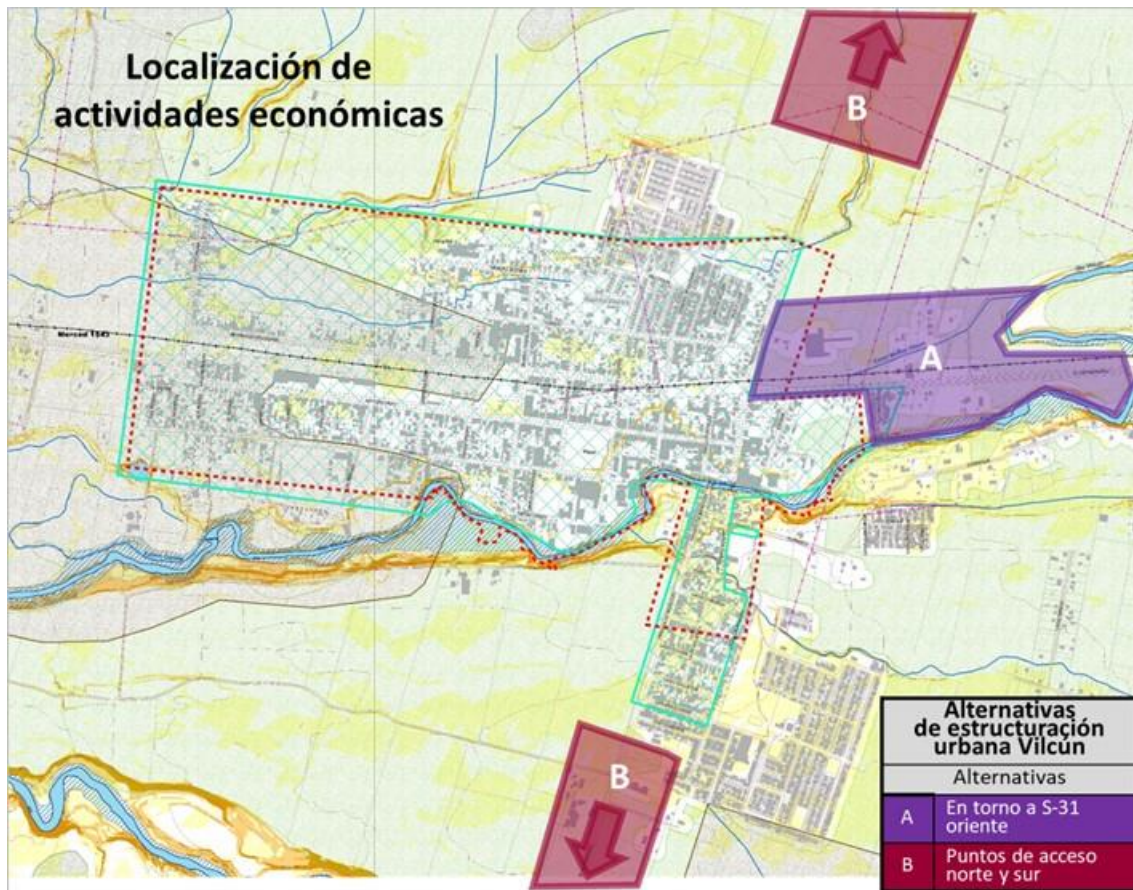 Localización de
actividades económicas
B
A
B
Alternativas
de estructuración
urbana Vilcún
Alternativas
A
En torno a S-31
oriente
B
Puntos de acceso
norte y sur